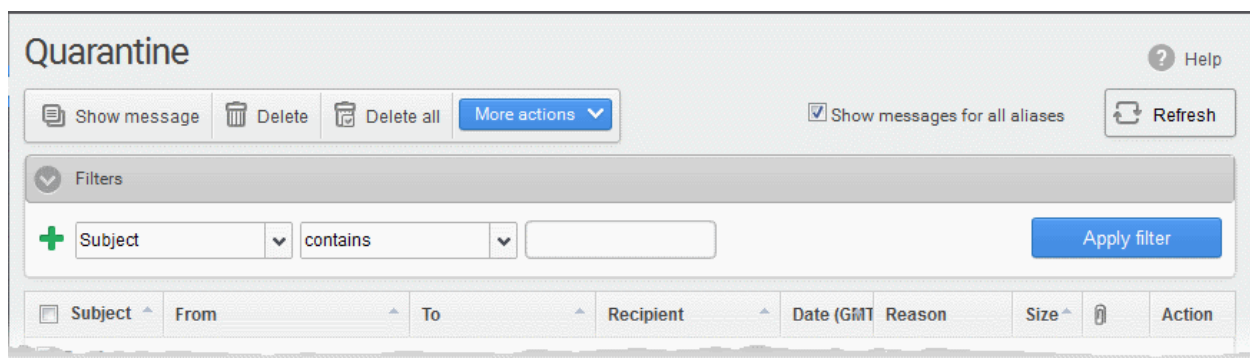 Quarantine
Help
Show message Delete Delete all More actions Show messages for all aliases Refresh
Filters
Subject contains Apply filter
Subject From To Recipient Date (GMT Reason Size Action